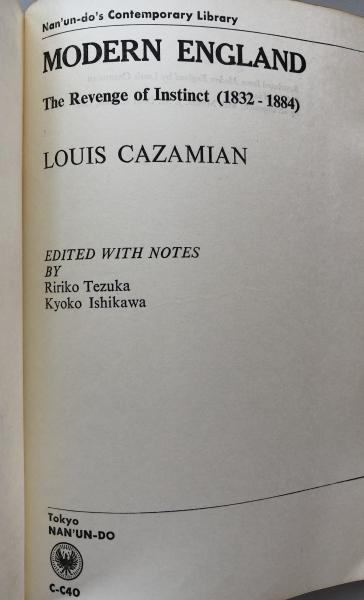 Nan'un-do's Contemporary Library
MODERN ENGLAND
The Revenge of Instinct (1832 - 1884)
LOUIS CAZAMIAN
EDITED WITH NOTES
BY
Ririko Tezuka
Kyoko Ishikawa
Tokyo
NAN'UN-DO
C-C40